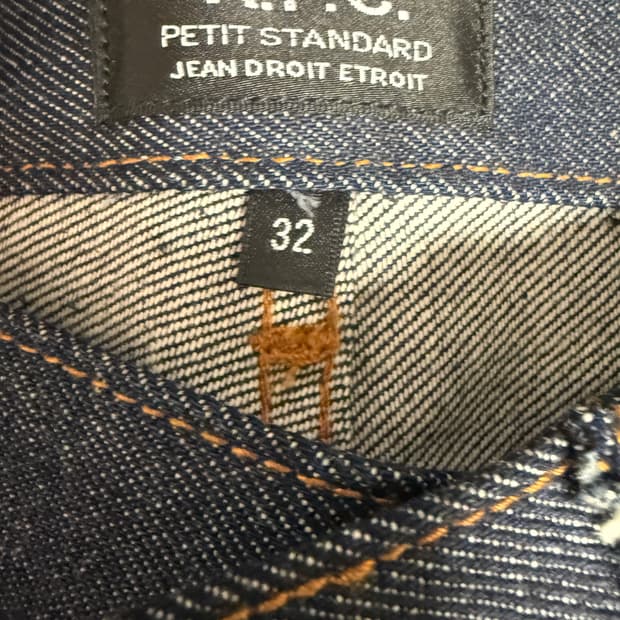 A.P.C.
PETIT STANDARD
JEAN DROIT ETROIT
32